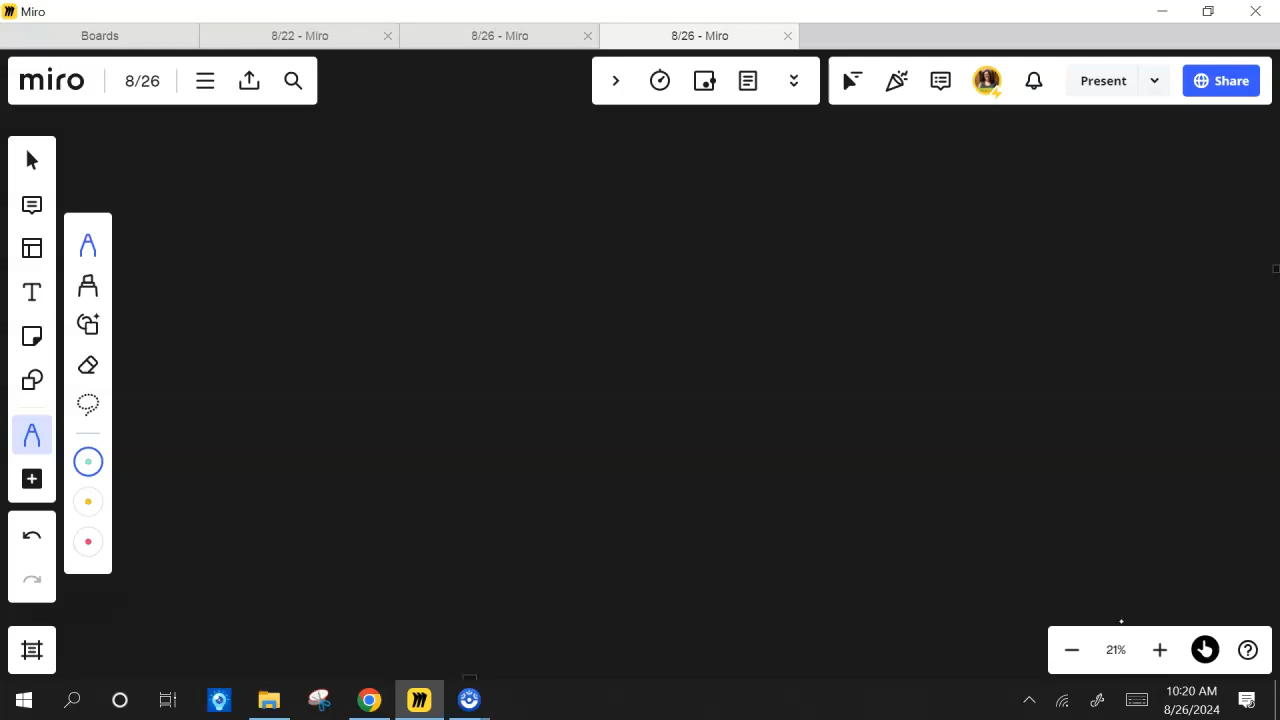 Miro
Boards
8/22 - Miro
8/26 - Miro
8/26 - Miro
miro
8/26
Present
Share
21%
10:20 AM
8/26/2024